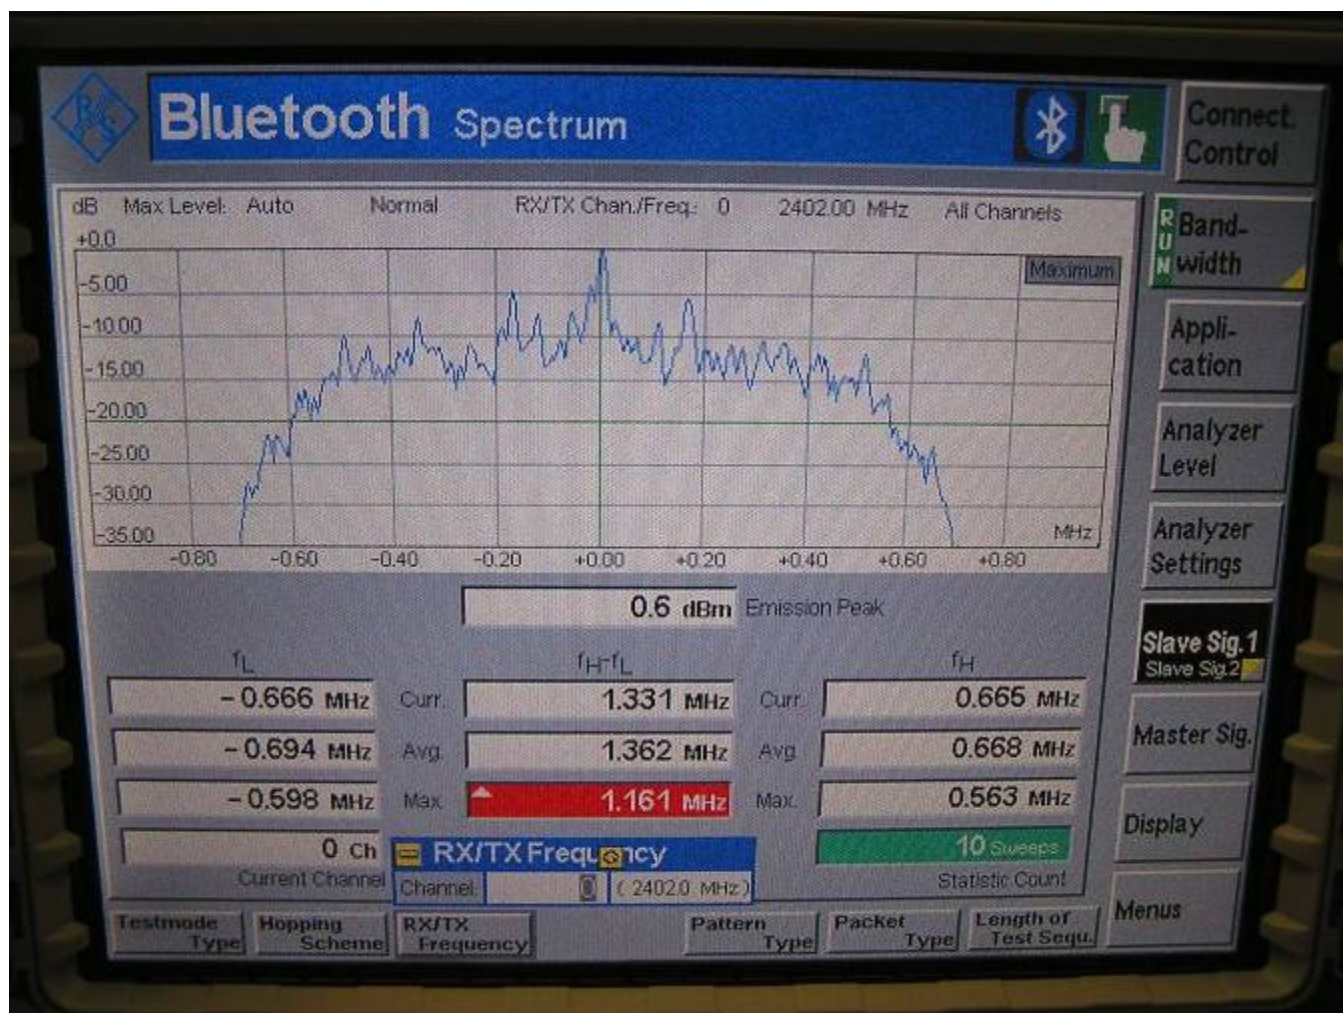 R&S
Bluetooth Spectrum
Connect.
Control
dB Max Level: Auto Normal RX/TX Chan./Freq.: 0 2402.00 MHz All Channels
+0.0
Maximum
-5.00
-10.00
-15.00
-20.00
-25.00
-30.00
-35.00
MHz
-0.80 -0.60 -0.40 -0.20 +0.00 +0.20 +0.40 +0.60 +0.80
RUN
Band-
width
Appli-
cation
Analyzer
Level
Analyzer
Settings
Slave Sig.1
Slave Sig.2
Master Sig.
Display
Menus
0.6 dBm Emission Peak
fL fH-fL fH
-0.666 MHz Curr. 1.331 MHz Curr. 0.665 MHz
-0.694 MHz Avg. 1.362 MHz Avg. 0.668 MHz
-0.598 MHz Max. 1.161 MHz Max. 0.563 MHz
0 Ch RX/TX Frequency 10 Sweeps
Current Channel Channel: 0 (2402.0 MHz) Statistic Count
Testmode
Type
Hopping
Scheme
RX/TX
Frequency
Pattern
Type
Packet
Type
Length of
Test Sequ.